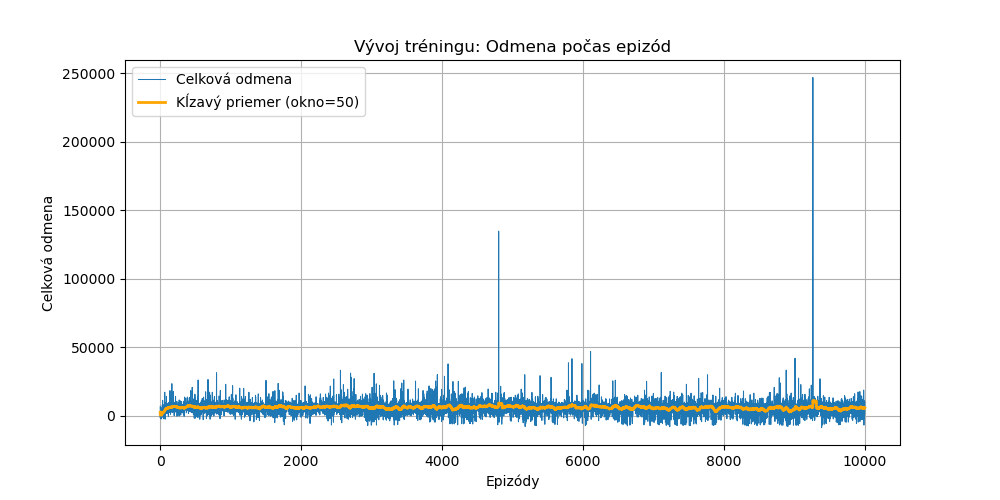 Vývoj tréningu: Odmena počas epizód
Celková odmena
Kĺzavý priemer (okno=50)
250000
200000
150000
100000
50000
0
Celková odmena
0
2000
4000
6000
8000
10000
Epizódy